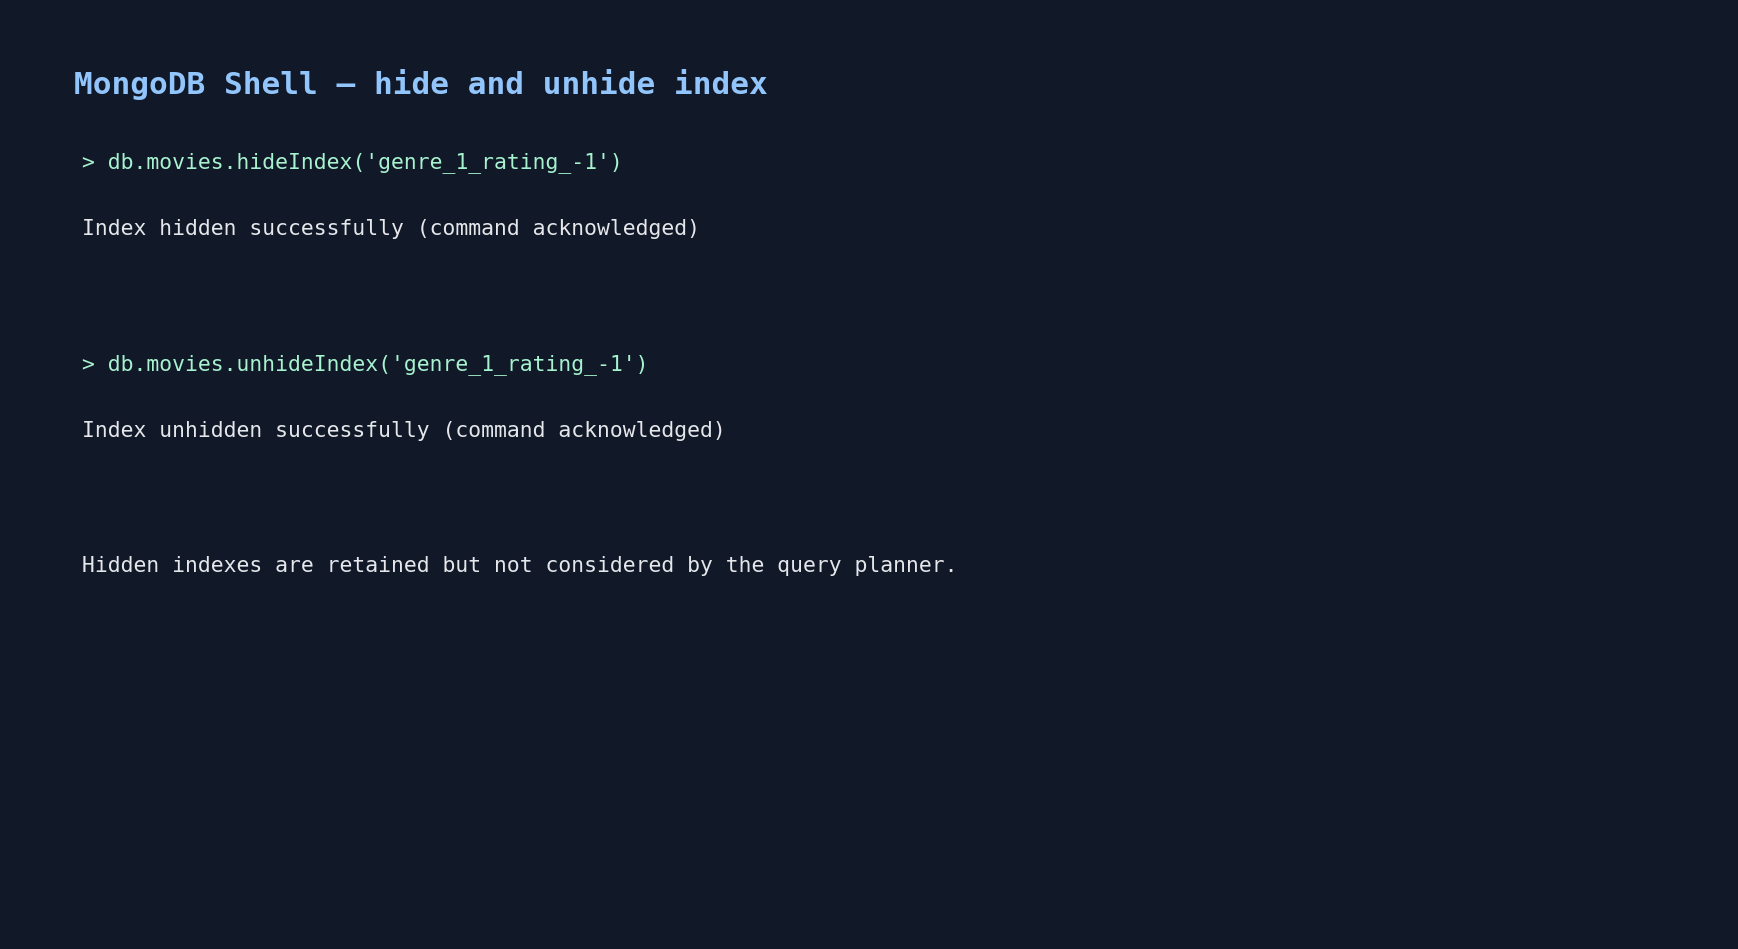 MongoDB Shell — hide and unhide index
> db.movies.hideIndex('genre_1_rating_-1')
Index hidden successfully (command acknowledged)
> db.movies.unhideIndex('genre_1_rating_-1')
Index unhidden successfully (command acknowledged)
Hidden indexes are retained but not considered by the query planner.